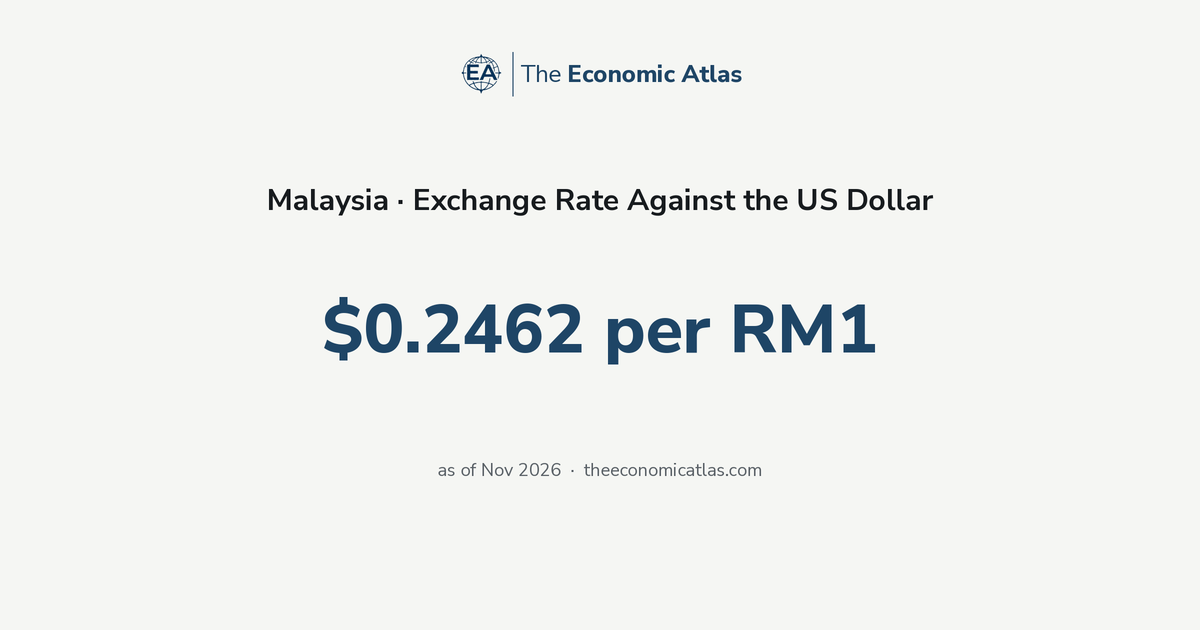 EA The Economic Atlas
Malaysia · Exchange Rate Against the US Dollar
$0.2462 per RM1
as of Nov 2026 · theeconomicatlas.com